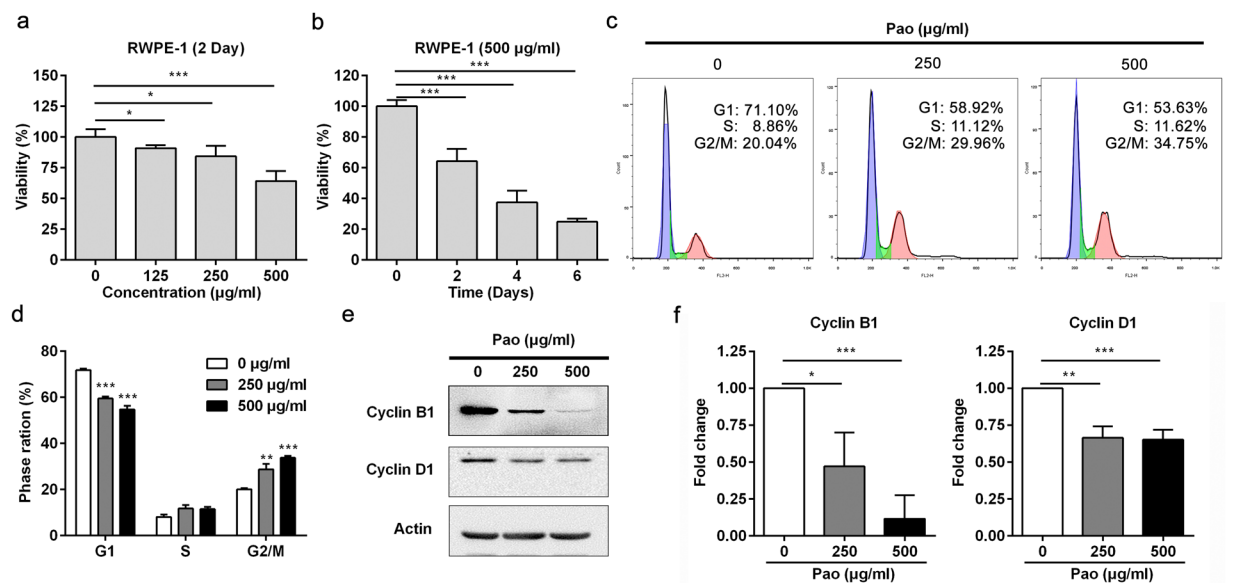 a
RWPE-1 (2 Day)
***
*
*
Viability (%)
150
125
100
75
50
25
0
0 125 250 500
Concentration (µg/ml)
b
RWPE-1 (500 µg/ml)
***
***
***
Viability (%)
120
100
80
60
40
20
0
0 2 4 6
Time (Days)
c
Pao (µg/ml)
0 250 500
G1: 71.10%
S: 8.86%
G2/M: 20.04%
G1: 58.92%
S: 11.12%
G2/M: 29.96%
G1: 53.63%
S: 11.62%
G2/M: 34.75%
Count
Count
Count
FL2-H
FL2-H
FL2-H
d
Phase ration (%)
80
60
40
20
0
0 µg/ml
250 µg/ml
500 µg/ml
*** ***
** ***
G1 S G2/M
e
Pao (µg/ml)
0 250 500
Cyclin B1
Cyclin D1
Actin
f
Cyclin B1
***
*
Fold change
1.25
1.00
0.75
0.50
0.25
0.00
0 250 500
Pao (µg/ml)
Cyclin D1
***
**
Fold change
1.25
1.00
0.75
0.50
0.25
0.00
0 250 500
Pao (µg/ml)